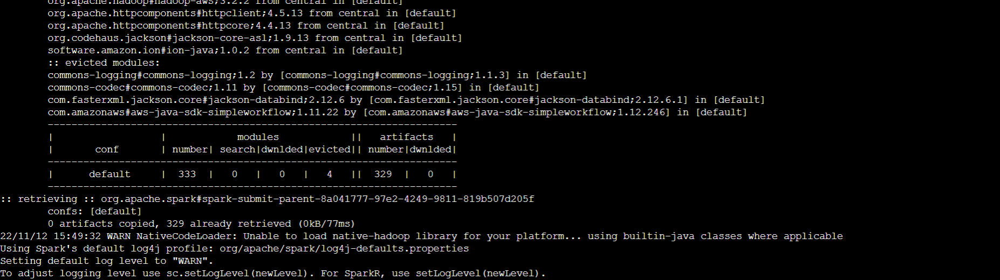 org.apache.hadoop#hadoop-aws;3.2.2 from central in [default]
org.apache.httpcomponents#httpclient;4.5.13 from central in [default]
org.apache.httpcomponents#httpcore;4.4.13 from central in [default]
org.codehaus.jackson#jackson-core-asl;1.9.13 from central in [default]
software.amazon.ion#ion-java;1.0.2 from central in [default]
:: evicted modules:
commons-logging#commons-logging;1.2 by [commons-logging#commons-logging;1.1.3] in [default]
commons-codec#commons-codec;1.11 by [commons-codec#commons-codec;1.15] in [default]
com.fasterxml.jackson.core#jackson-databind;2.12.6 by [com.fasterxml.jackson.core#jackson-databind;2.12.6.1] in [default]
com.amazonaws#aws-java-sdk-simpleworkflow;1.11.22 by [com.amazonaws#aws-java-sdk-simpleworkflow;1.12.246] in [default]
---------------------------------------------------------------------
|                  |            modules            ||   artifacts   |
|       conf       | number| search|dwnlded|evicted|| number|dwnlded|
---------------------------------------------------------------------
|      default     |  333  |   0   |   0   |   4   ||  329  |   0   |
---------------------------------------------------------------------
:: retrieving :: org.apache.spark#spark-submit-parent-8a041777-97e2-4249-9811-819b507d205f
confs: [default]
0 artifacts copied, 329 already retrieved (0kB/77ms)
22/11/12 15:49:32 WARN NativeCodeLoader: Unable to load native-hadoop library for your platform... using builtin-java classes where applicable
Using Spark's default log4j profile: org/apache/spark/log4j-defaults.properties
Setting default log level to "WARN".
To adjust logging level use sc.setLogLevel(newLevel). For SparkR, use setLogLevel(newLevel).